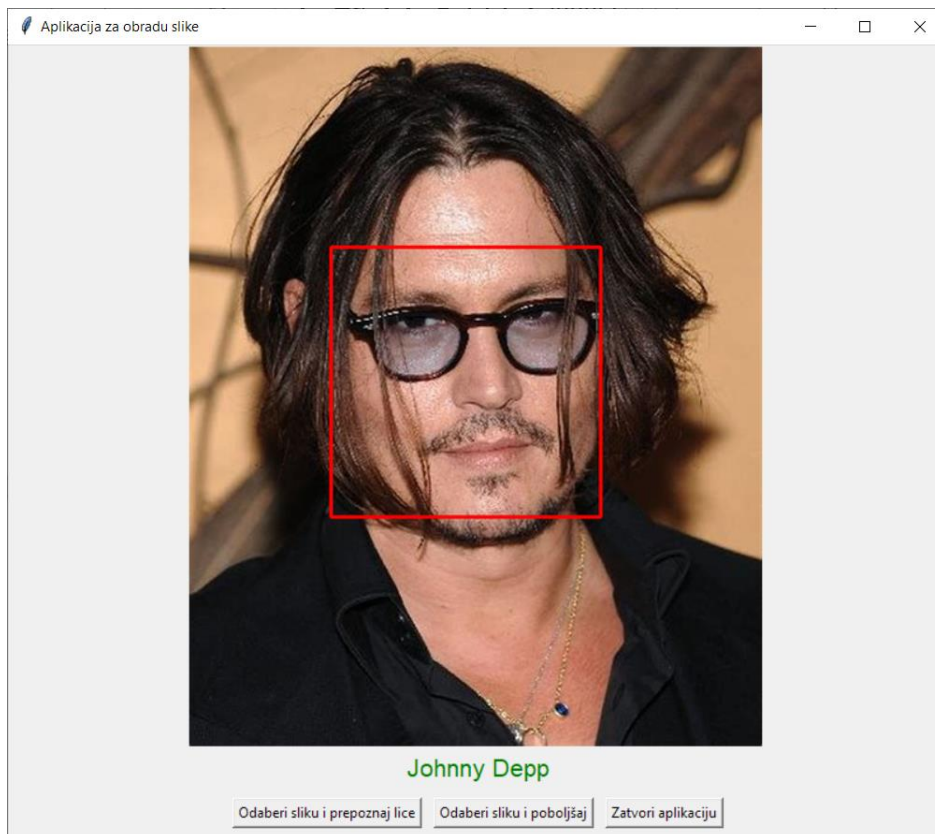 Aplikacija za obradu slike
Johnny Depp
Odaberi sliku i prepoznaj lice Odaberi sliku i poboljšaj Zatvori aplikaciju